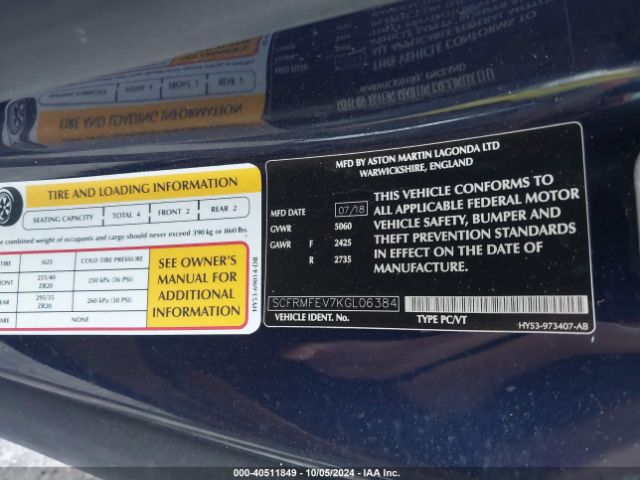 MFD BY ASTON MARTIN LAGONDA LTD
WARWICKSHIRE, ENGLAND
MFD DATE 07/18
GVWR 5060
GAWR F 2425
R 2735
THIS VEHICLE CONFORMS TO
ALL APPLICABLE FEDERAL MOTOR
VEHICLE SAFETY, BUMPER AND
THEFT PREVENTION STANDARDS
IN EFFECT ON THE DATE OF
MANUFACTURE.
SCFRMFEV7KGL06384
VEHICLE IDENT. No. TYPE PC/VT
HY53-973407-AB
TIRE AND LOADING INFORMATION
SEATING CAPACITY TOTAL 4 FRONT 2 REAR 2
combined weight of occupants and cargo should never exceed 390 kg or 860 lbs.
TIRE SIZE COLD TIRE PRESSURE
255/40
ZR20 250 kPa (36 PSI)
REAR 295/35
ZR20 260 kPa (38 PSI)
NONE
SEE OWNER'S
MANUAL FOR
ADDITIONAL
INFORMATION
000-40511849 - 10/05/2024 - IAA Inc.